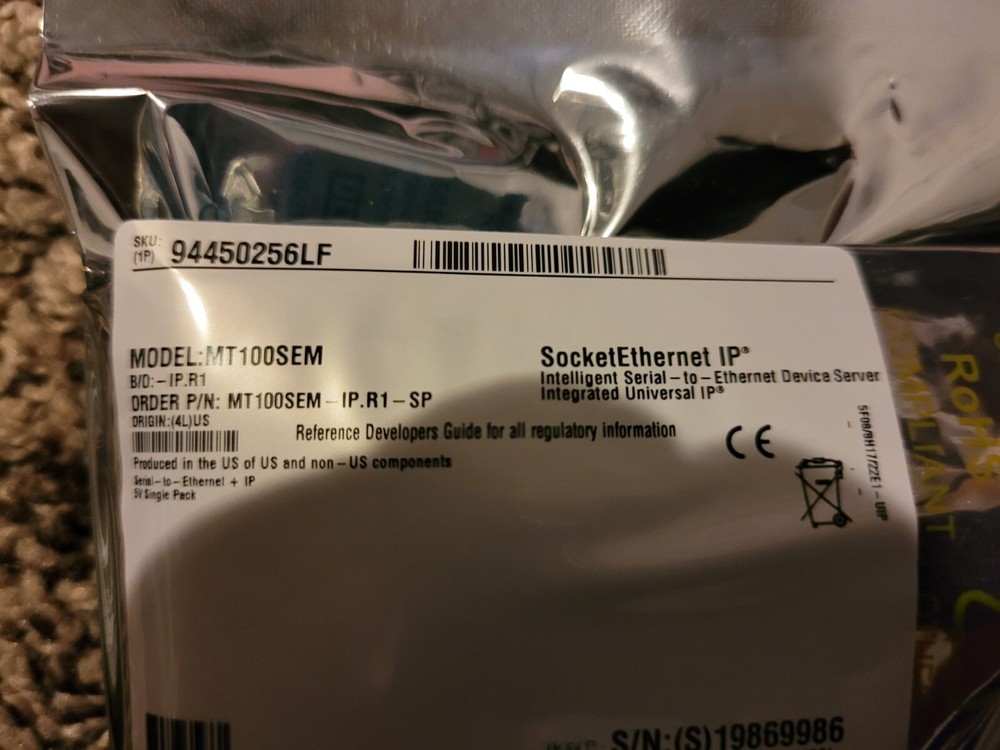 SKU:
(1P) 94450256LF
MODEL:MT100SEM
B/O:-IP.R1
ORDER P/N: MT100SEM-IP.R1-SP
ORIGIN:(4L)US
SocketEthernet IP®
Intelligent Serial-to-Ethernet Device Server
Integrated Universal IP®
Reference Developers Guide for all regulatory information
CE
Produced in the US of US and non-US components
Serial-to-Ethernet + IP
5V Single Pack
S/N:(S)19869986
RoHS
COMPLIANT